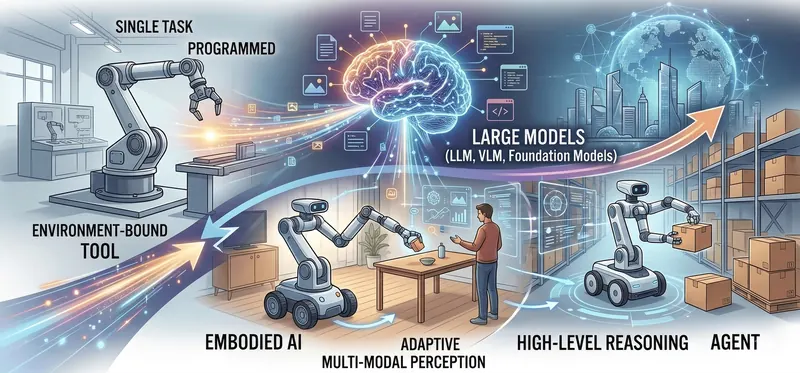 SINGLE TASK
PROGRAMMED
LARGE MODELS
(LLM, VLM, Foundation Models)
ENVIRONMENT-BOUND
TOOL
EMBODIED AI
ADAPTIVE
MULTI-MODAL PERCEPTION
HIGH-LEVEL REASONING
AGENT